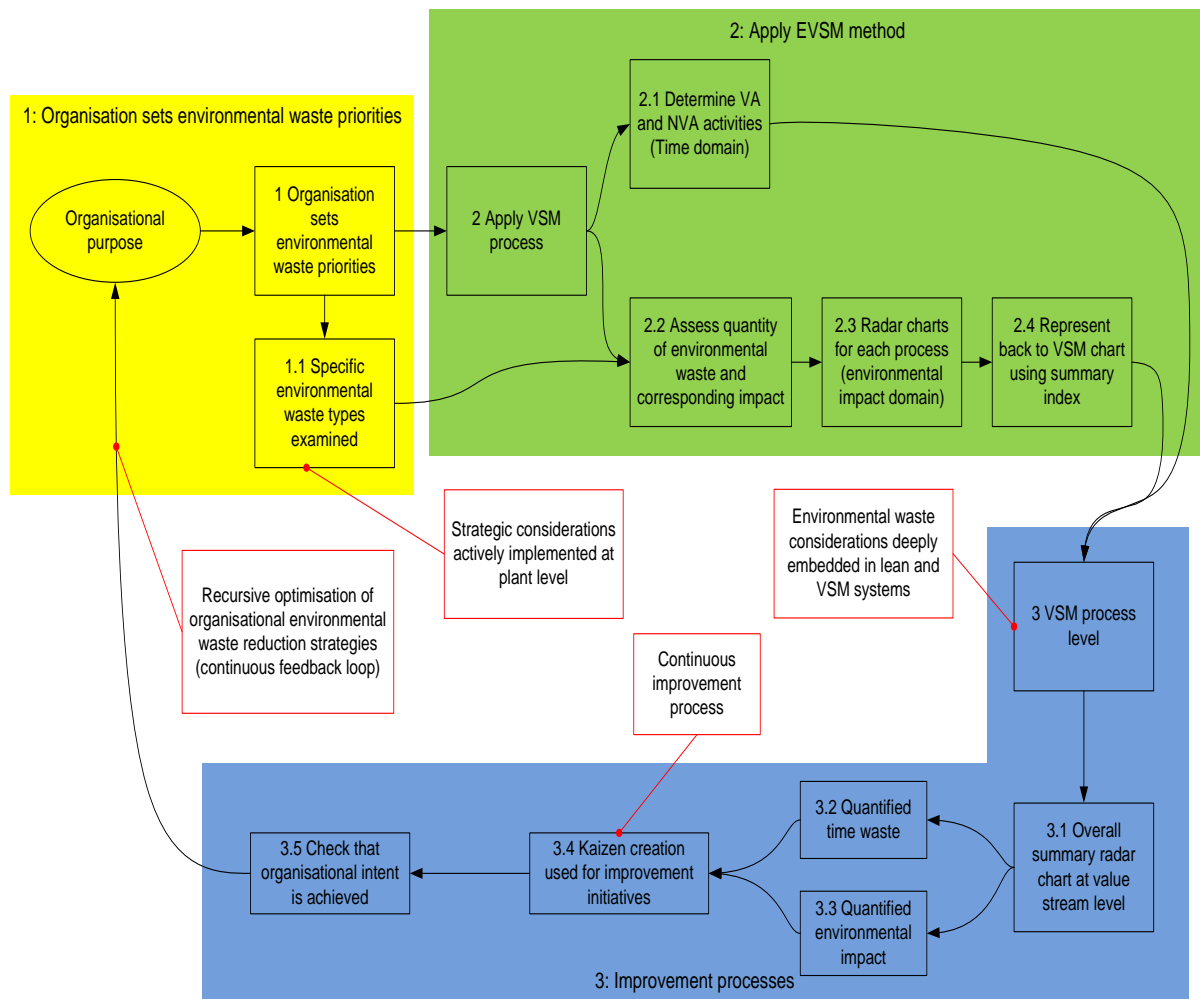 2: Apply EVSM method
1: Organisation sets environmental waste priorities
2.1 Determine VA
and NVA activities
(Time domain)
Organisational
purpose
1 Organisation
sets
environmental
waste priorities
2 Apply VSM
process
1.1 Specific
environmental
waste types
examined
2.2 Assess quantity
of environmental
waste and
corresponding impact
2.3 Radar charts
for each process
(environmental
impact domain)
2.4 Represent
back to VSM chart
using summary
index
Strategic considerations
actively implemented at
plant level
Environmental waste
considerations deeply
embedded in lean and
VSM systems
Recursive optimisation of
organisational environmental
waste reduction strategies
(continuous feedback loop)
Continuous
improvement
process
3 VSM process
level
3.1 Overall
summary radar
chart at value
stream level
3.2 Quantified
time waste
3.3 Quantified
environmental
impact
3.4 Kaizen creation
used for improvement
initiatives
3.5 Check that
organisational intent
is achieved
3: Improvement processes